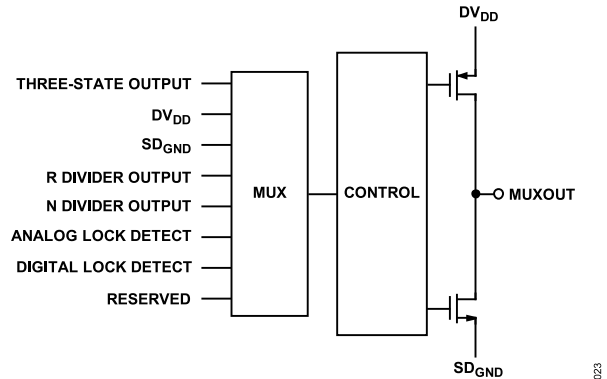 DVDD
THREE-STATE OUTPUT
DVDD
SDGND
R DIVIDER OUTPUT
N DIVIDER OUTPUT
ANALOG LOCK DETECT
DIGITAL LOCK DETECT
RESERVED
MUX
CONTROL
MUXOUT
SDGND
023